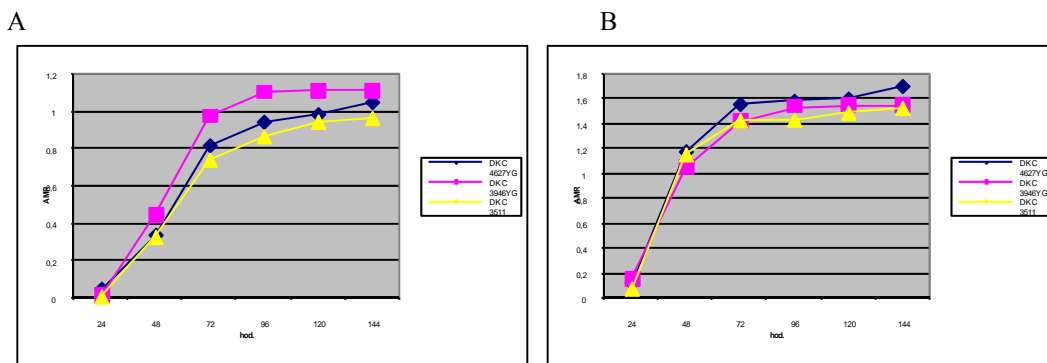 A
B
1,2
1
0,8
0,6
0,4
0,2
0
AMR
24 48 72 96 120 144
hod.
DKC
4627YG
DKC
3946YG
DKC
3511
1,8
1,6
1,4
1,2
1
0,8
0,6
0,4
0,2
0
AMR
24 48 72 96 120 144
hod.
DKC
4627YG
DKC
3946YG
DKC
3511